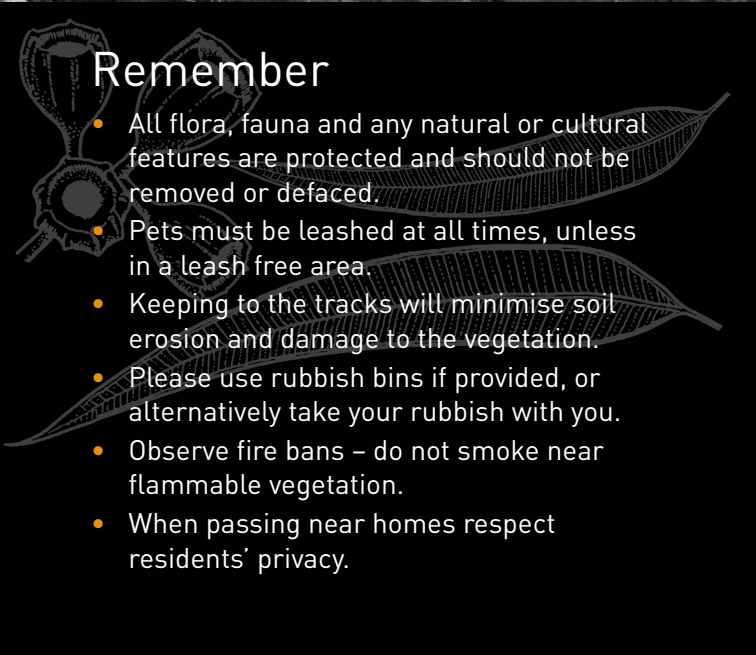 Remember
• All flora, fauna and any natural or cultural
features are protected and should not be
removed or defaced.
• Pets must be leashed at all times, unless
in a leash free area.
• Keeping to the tracks will minimise soil
erosion and damage to the vegetation.
• Please use rubbish bins if provided, or
alternatively take your rubbish with you.
• Observe fire bans – do not smoke near
flammable vegetation.
• When passing near homes respect
residents’ privacy.